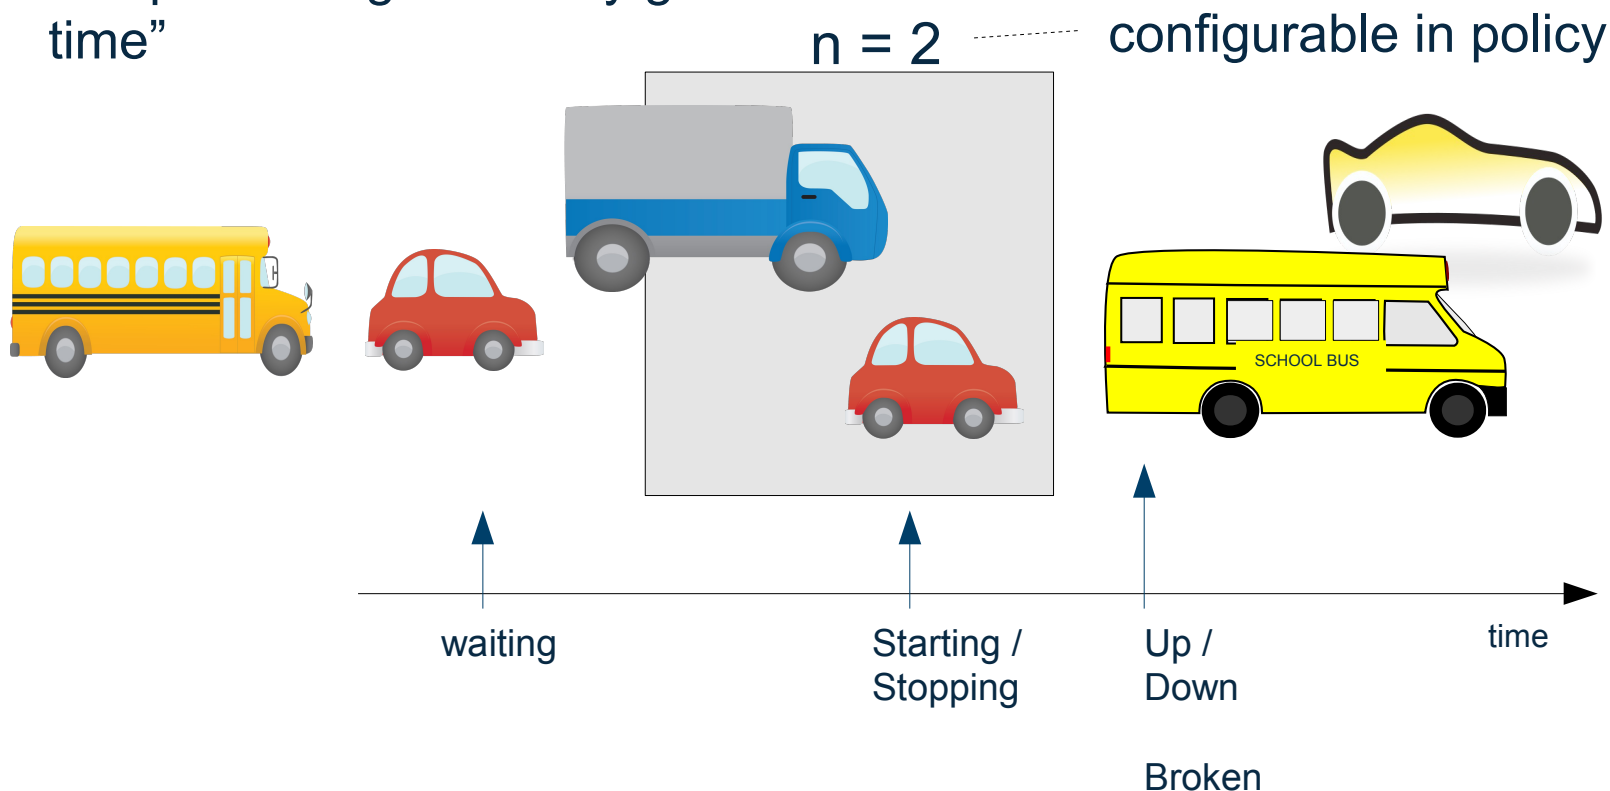 time”
n = 2
configurable in policy
SCHOOL BUS
waiting
Starting /
Stopping
Up /
Down
Broken
time